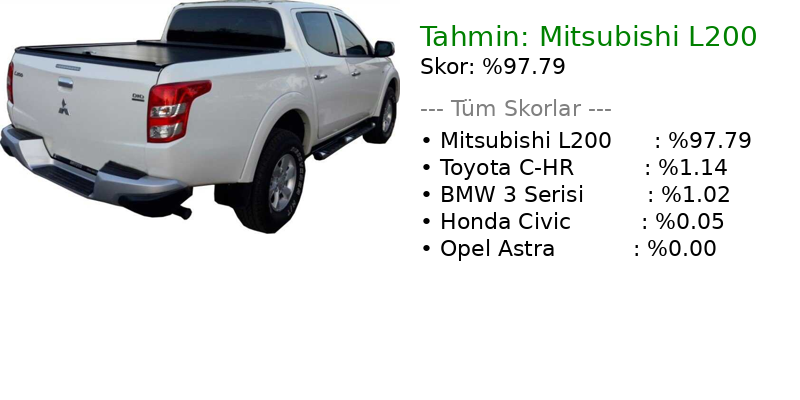 Tahmin: Mitsubishi L200
Skor: %97.79
--- Tüm Skorlar ---
• Mitsubishi L200 : %97.79
• Toyota C-HR : %1.14
• BMW 3 Serisi : %1.02
• Honda Civic : %0.05
• Opel Astra : %0.00